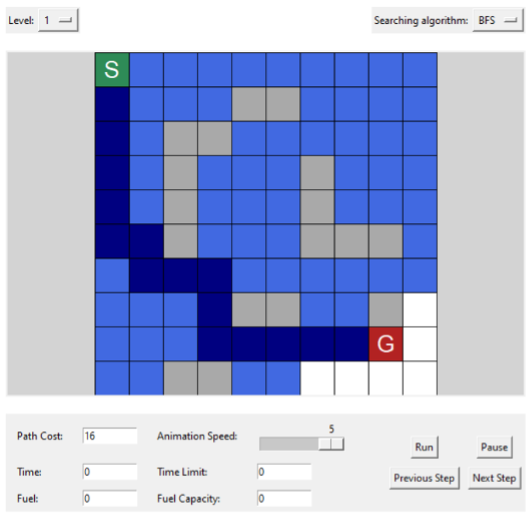 Level: 1 Searching algorithm: BFS
S
G
5
Path Cost: 16 Animation Speed:
Run Pause
Time: 0 Time Limit: 0
Previous Step Next Step
Fuel: 0 Fuel Capacity: 0